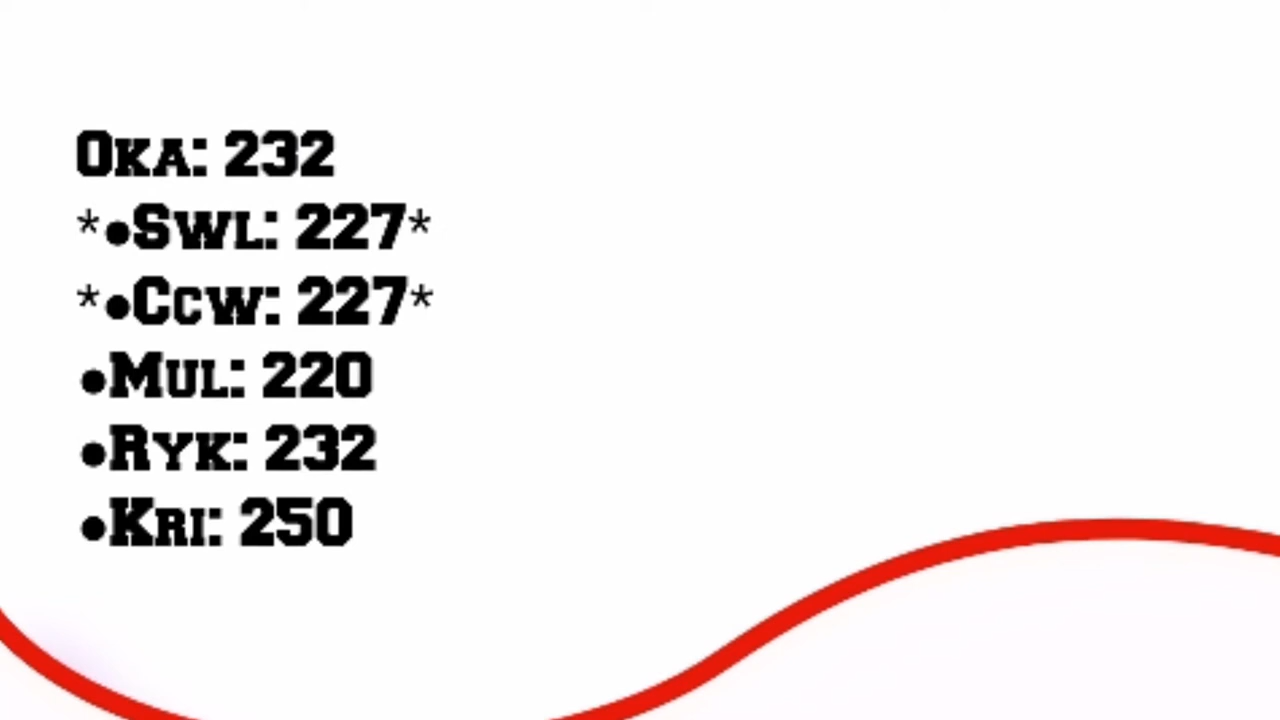 Oka: 232
*•Swl: 227*
*•Ccw: 227*
•Mul: 220
•Ryk: 232
•Kri: 250